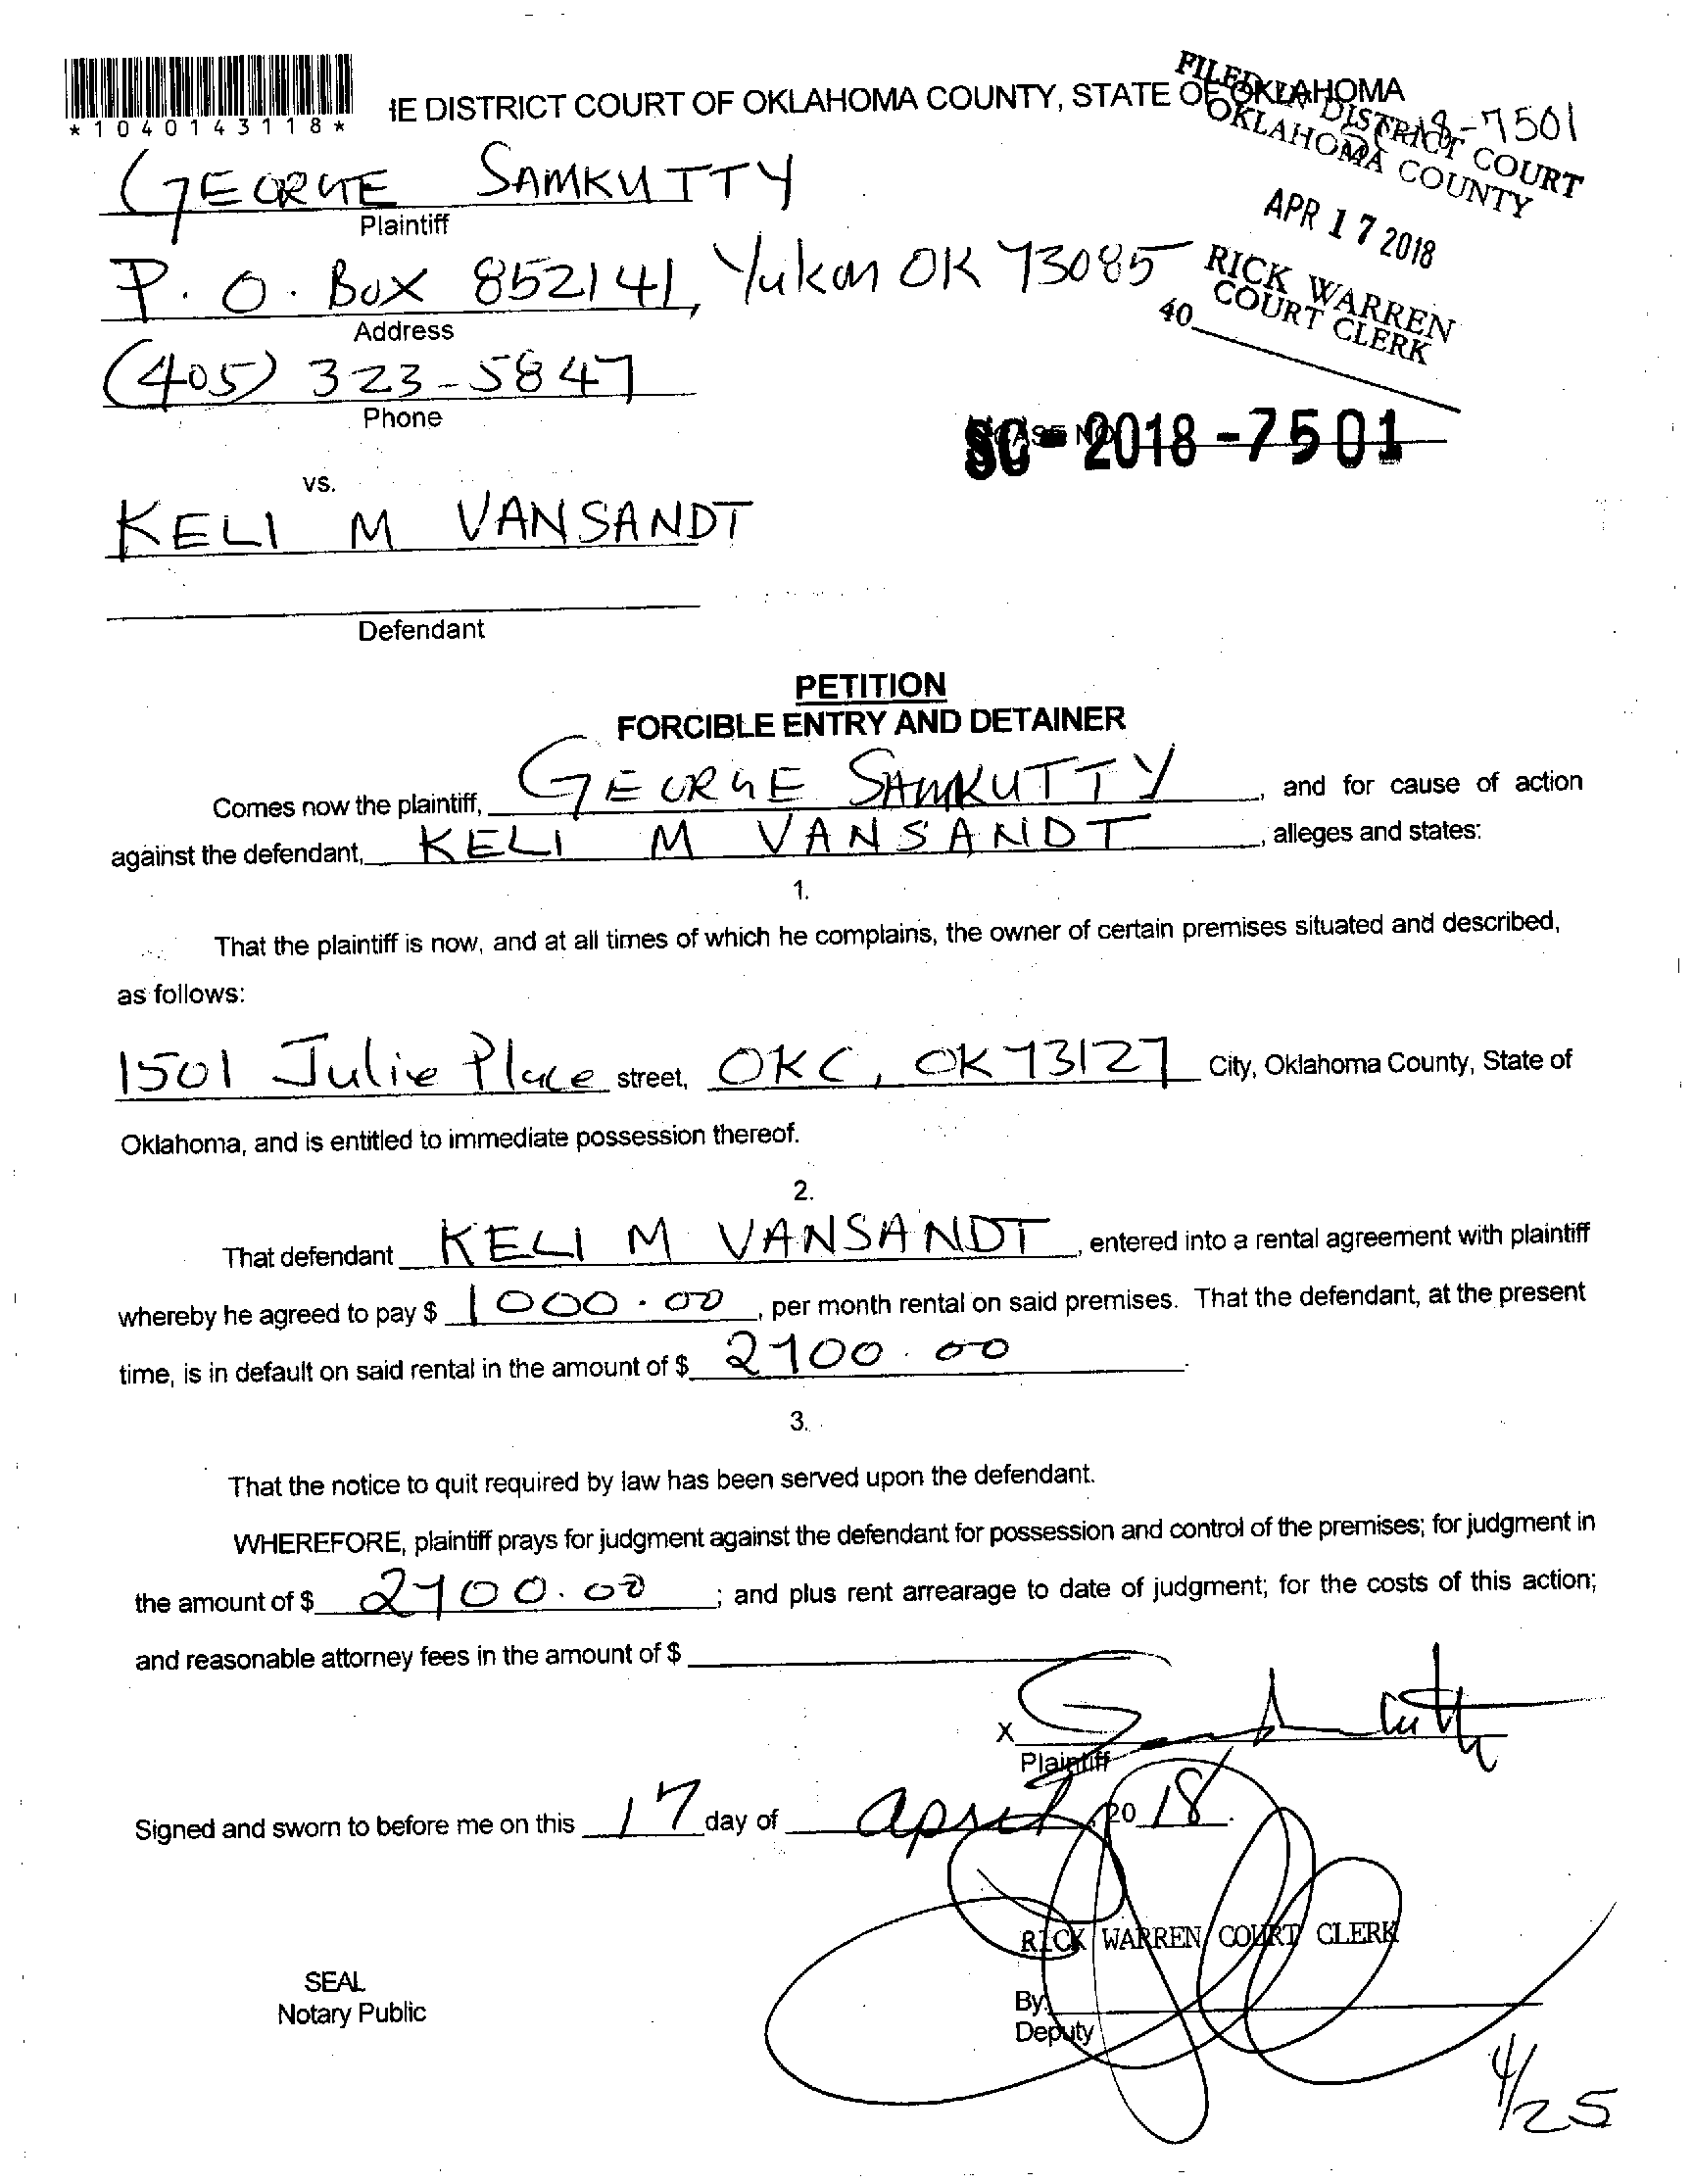 *1040143118*
IE DISTRICT COURT OF OKLAHOMA COUNTY, STATE OF OKLAHOMA
FILED IN DISTRICT COURT
OKLAHOMA COUNTY
18-7501
GEORGE SAMKUTTY
Plaintiff
APR 17 2018
P. O. Box 852141, Yukon OK 73085
Address
RICK WARREN
COURT CLERK
40
(405) 323-5847
Phone
CASE NO.
SC-2018-7501
vs.
KELI M VANSANDT
Defendant
PETITION
FORCIBLE ENTRY AND DETAINER
Comes now the plaintiff, GEORGE SAMKUTTY, and for cause of action
against the defendant, KELI M VANSANDT, alleges and states:
1.
That the plaintiff is now, and at all times of which he complains, the owner of certain premises situated and described,
as follows:
1501 Julie Place street, OKC, OK 73127 City, Oklahoma County, State of
Oklahoma, and is entitled to immediate possession thereof.
2.
That defendant KELI M VANSANDT, entered into a rental agreement with plaintiff
whereby he agreed to pay $ 1000.00, per month rental on said premises. That the defendant, at the present
time, is in default on said rental in the amount of $ 2700.00
3.
That the notice to quit required by law has been served upon the defendant.
WHEREFORE, plaintiff prays for judgment against the defendant for possession and control of the premises; for judgment in
the amount of $ 2700.00; and plus rent arrearage to date of judgment; for the costs of this action;
and reasonable attorney fees in the amount of $
X
Plaintiff
Signed and sworn to before me on this 17 day of april, 20 18.
RICK WARREN COURT CLERK
SEAL
Notary Public
By
Deputy
4/25